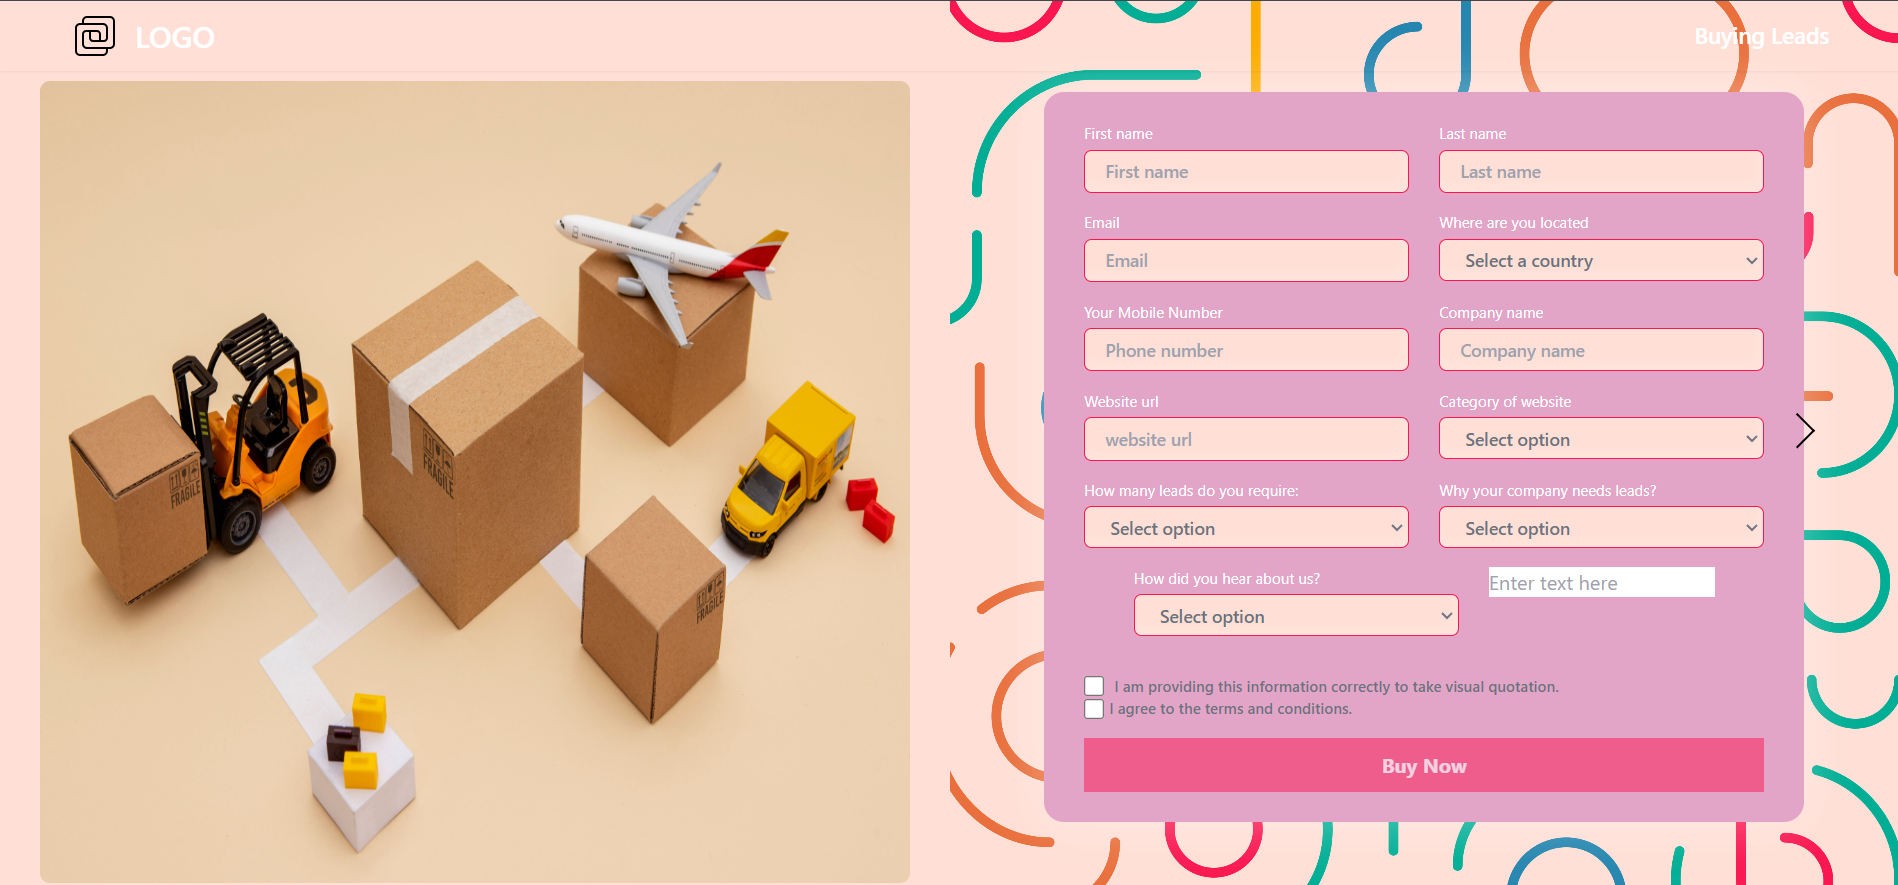 LOGO
Buying Leads
First name
Last name
First name
Last name
Email
Where are you located
Email
Select a country
Your Mobile Number
Company name
Phone number
Company name
Website url
Category of website
website url
Select option
How many leads do you require:
Why your company needs leads?
Select option
Select option
How did you hear about us?
Enter text here
Select option
I am providing this information correctly to take visual quotation.
I agree to the terms and conditions.
Buy Now
FRAGILE
FRAGILE
FRAGILE